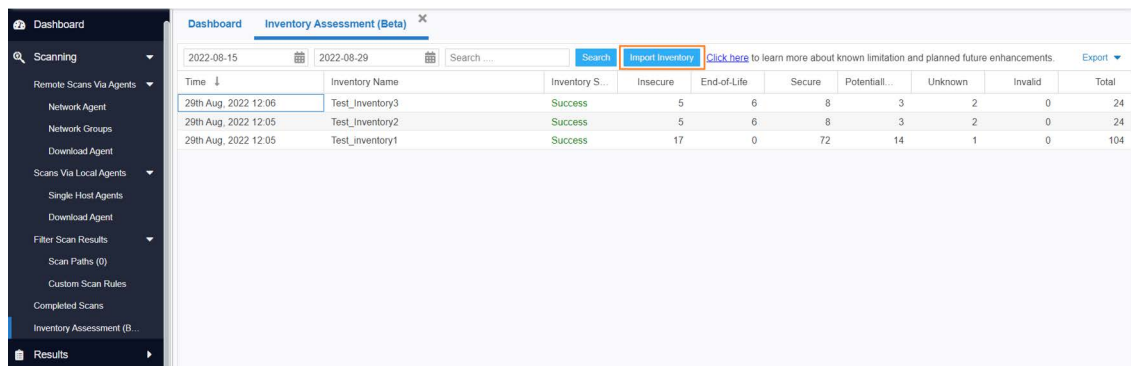 Dashboard
Scanning
Remote Scans Via Agents
Network Agent
Network Groups
Download Agent
Scans Via Local Agents
Single Host Agents
Download Agent
Filter Scan Results
Scan Paths (0)
Custom Scan Rules
Completed Scans
Inventory Assessment (B...
Results
Dashboard Inventory Assessment (Beta)
2022-08-15 2022-08-29 Search .... Search Import Inventory Click here to learn more about known limitation and planned future enhancements. Export
Time ↓ Inventory Name Inventory S... Insecure End-of-Life Secure Potentiall... Unknown Invalid Total
29th Aug, 2022 12:06 Test_Inventory3 Success 5 6 8 3 2 0 24
29th Aug, 2022 12:05 Test_Inventory2 Success 5 6 8 3 2 0 24
29th Aug, 2022 12:05 Test_inventory1 Success 17 0 72 14 1 0 104